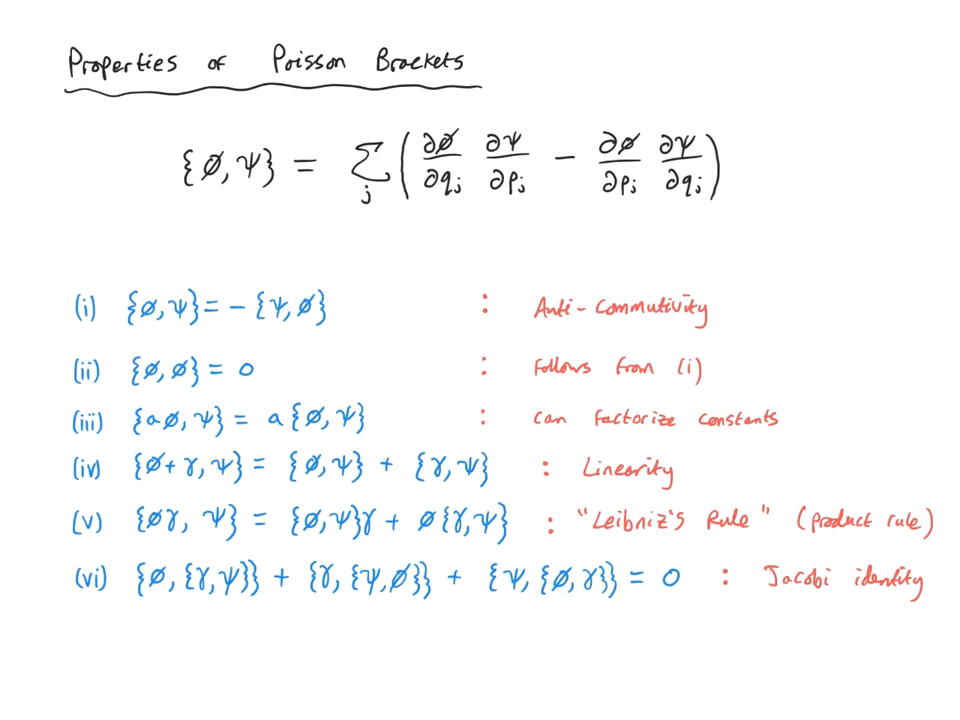 Properties of Poisson Brackets
{ø, ψ} = Σ_j ( ∂ø/∂q_j ∂ψ/∂p_j − ∂ø/∂p_j ∂ψ/∂q_j )
(i) {ø, ψ} = − {ψ, ø} : Anti-Commutivity
(ii) {ø, ø} = 0 : Follows from (i)
(iii) {aø, ψ} = a {ø, ψ} : can factorize constants
(iv) {ø + γ, ψ} = {ø, ψ} + {γ, ψ} : Linearity
(v) {øγ, ψ} = {ø, ψ}γ + ø{γ, ψ} : "Leibniz's Rule" (product rule)
(vi) {ø, {γ, ψ}} + {γ, {ψ, ø}} + {ψ, {ø, γ}} = 0 : Jacobi identity